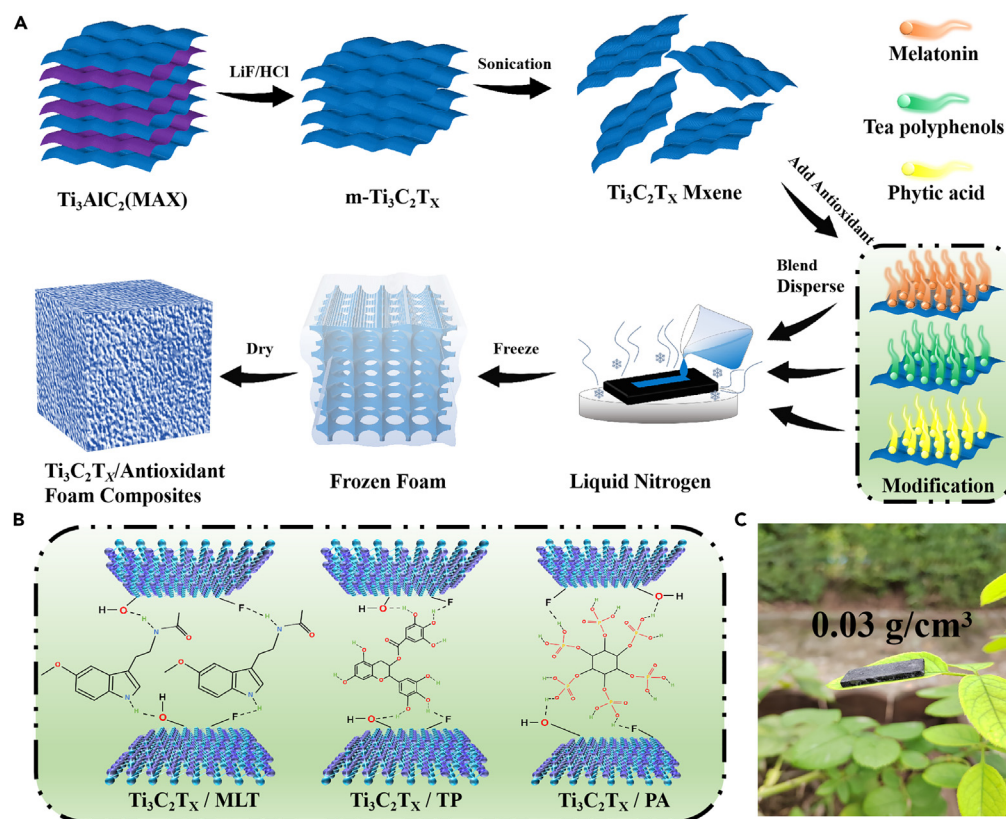 A
LiF/HCl
Sonication
Melatonin
Tea polyphenols
Phytic acid
Ti₃AlC₂(MAX)
m-Ti₃C₂Tₓ
Ti₃C₂Tₓ Mxene
Add Antioxidant
Blend
Disperse
Freeze
Dry
Ti₃C₂Tₓ/Antioxidant
Foam Composites
Frozen Foam
Liquid Nitrogen
Modification
B
H O F H N O O N H
H O F H N O O N H
H O F
F O H
Ti₃C₂Tₓ / MLT
Ti₃C₂Tₓ / TP
Ti₃C₂Tₓ / PA
C
0.03 g/cm³